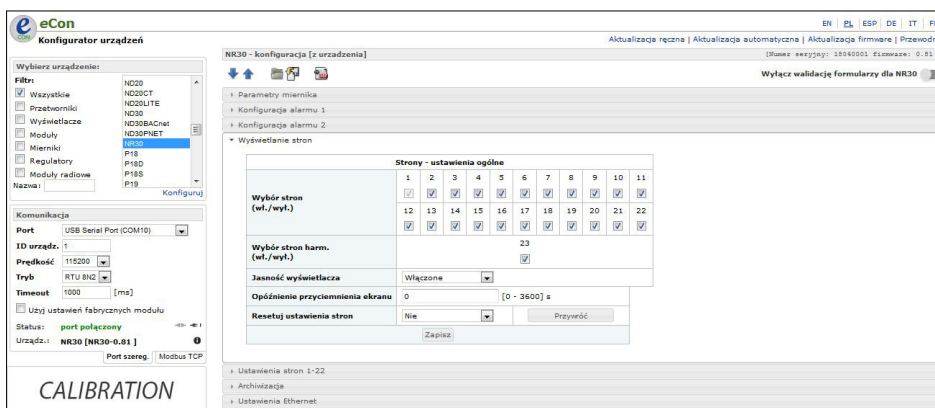 eCon
Konfigurator urządzeń
EN | PL | ESP | DE | IT |
Aktualizacja ręczna | Aktualizacja automatyczna | Aktualizacja firmware |
Wybierz urządzenie:
Filtr:
Wszystkie
Przetworniki
Wyświetlacze
Moduły
Mierniki
Regulatory
Moduły radiowe
Nazwa:
ND20
ND20CT
ND20LITE
ND30
ND30BACnet
ND30PNET
NR30
P18
P18D
P18S
P19
Konfiguruj
Komunikacja
Port USB Serial Port (COM10)
ID urządz. 1
Prędkość 115200
Tryb RTU 8N2
Timeout 1000 [ms]
Użyj ustawień fabrycznych modułu
Status: port połączony
Urządz.: NR30 [NR30-0.81 ]
Port szereg. Modbus TCP
CALIBRATION
NR30 - konfiguracja [z urzadzenia]
[Numer seryjny: 18040001 firmware: 0.81
Wyłącz walidację formularzy dla NR30
Parametry miernika
Konfiguracja alarmu 1
Konfiguracja alarmu 2
Wyświetlanie stron
Strony - ustawienia ogólne
Wybór stron
(wł./wył.)
1 2 3 4 5 6 7 8 9 10 11
12 13 14 15 16 17 18 19 20 21 22
Wybór stron harm.
(wł./wył.)
23
Jasność wyświetlacza Włączone
Opóźnienie przyciemnienia ekranu 0 [0 - 3600] s
Resetuj ustawienia stron Nie Przywróć
Zapisz
Ustawienia stron 1-22
Archiwizacja
Ustawienia Ethernet